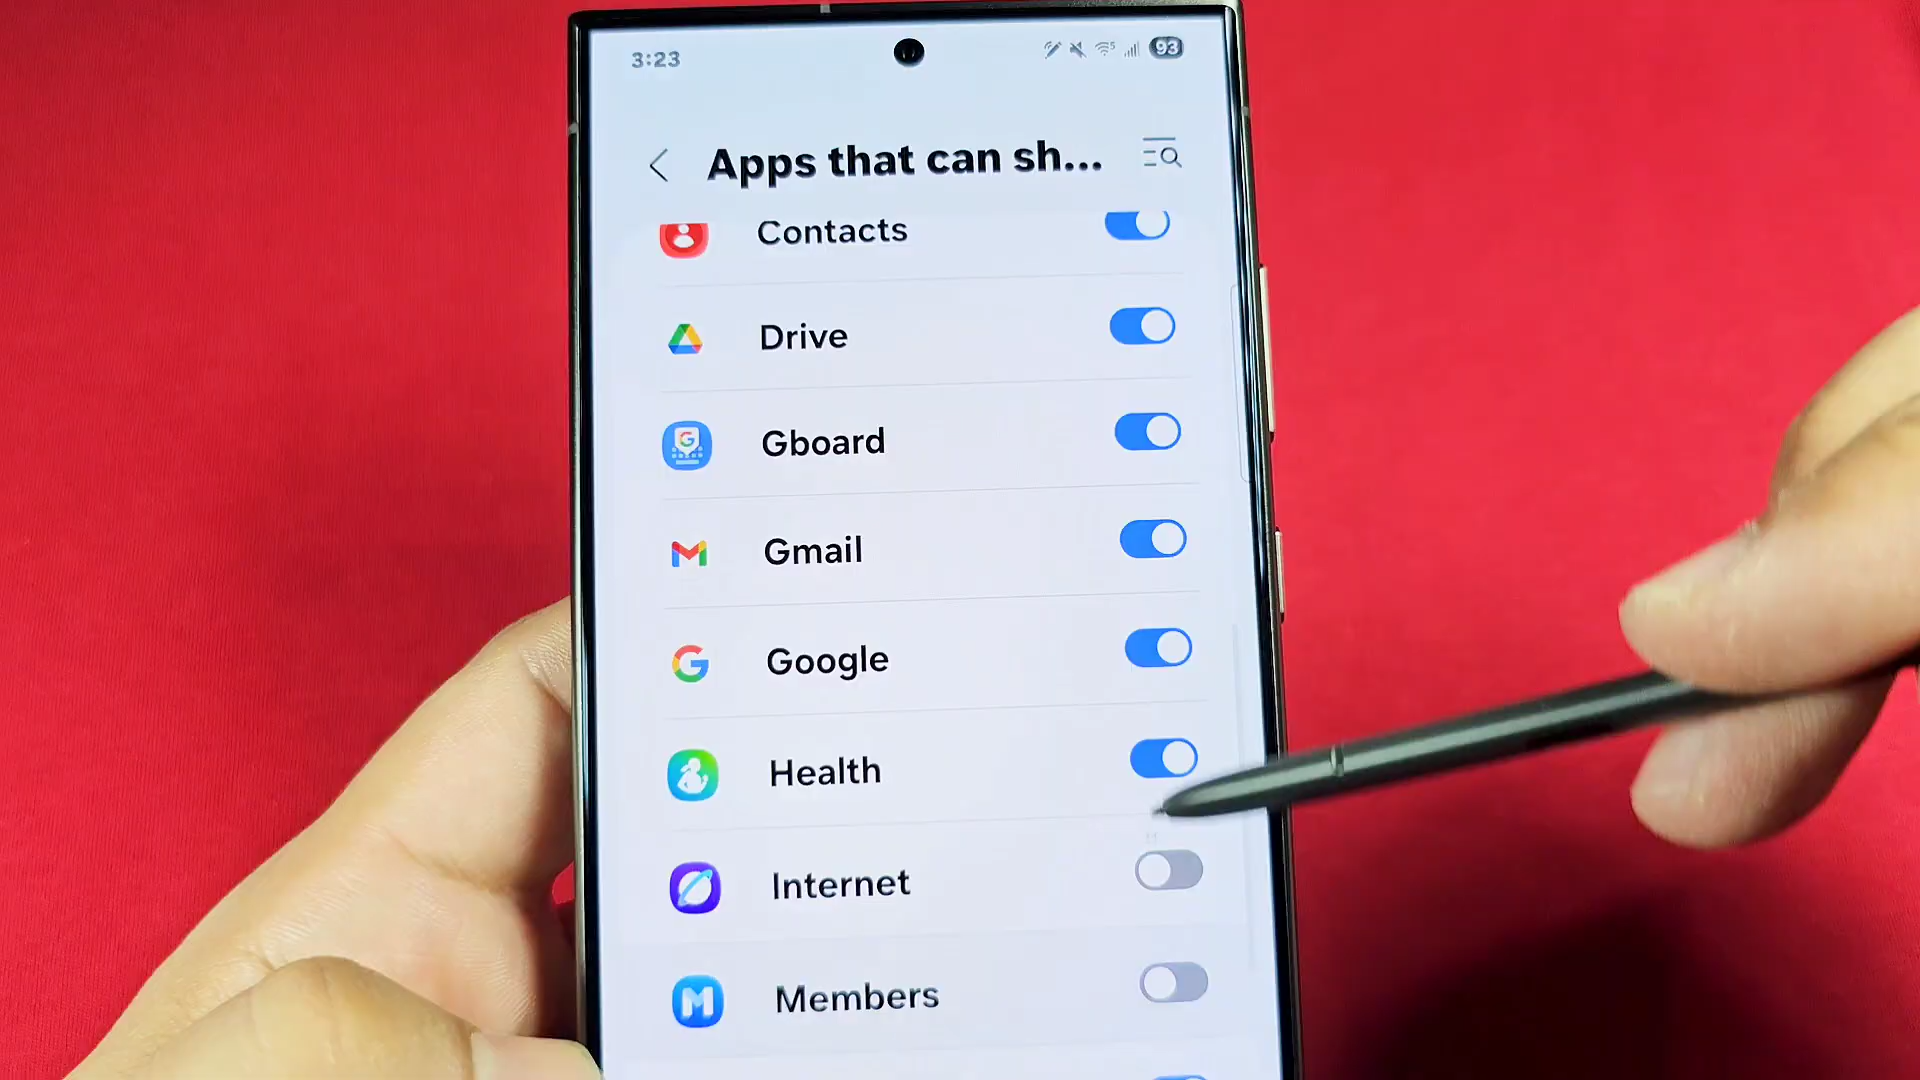 3:23
93
Apps that can sh...
Contacts
Drive
Gboard
Gmail
Google
Health
Internet
Members